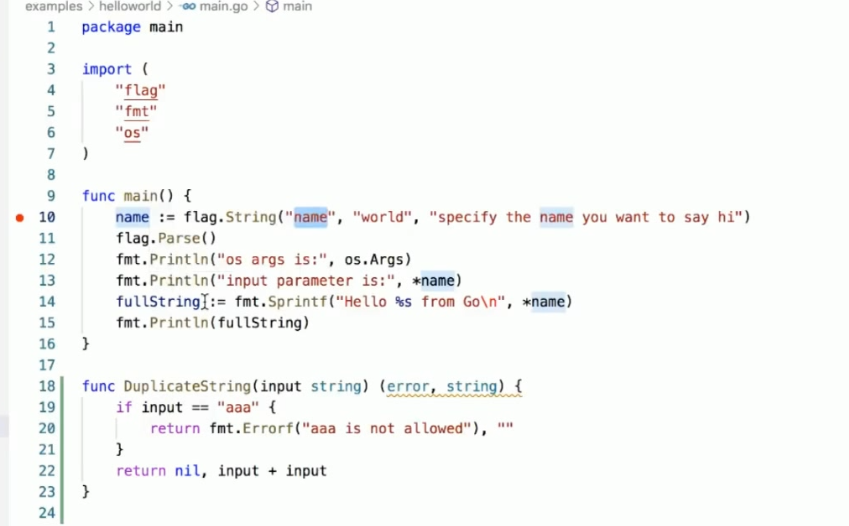 examples > helloworld > main.go > main
1 package main
2
3 import (
4 "flag"
5 "fmt"
6 "os"
7 )
8
9 func main() {
10 name := flag.String("name", "world", "specify the name you want to say hi")
11 flag.Parse()
12 fmt.Println("os args is:", os.Args)
13 fmt.Println("input parameter is:", *name)
14 fullString := fmt.Sprintf("Hello %s from Go\n", *name)
15 fmt.Println(fullString)
16 }
17
18 func DuplicateString(input string) (error, string) {
19 if input == "aaa" {
20 return fmt.Errorf("aaa is not allowed"), ""
21 }
22 return nil, input + input
23 }
24